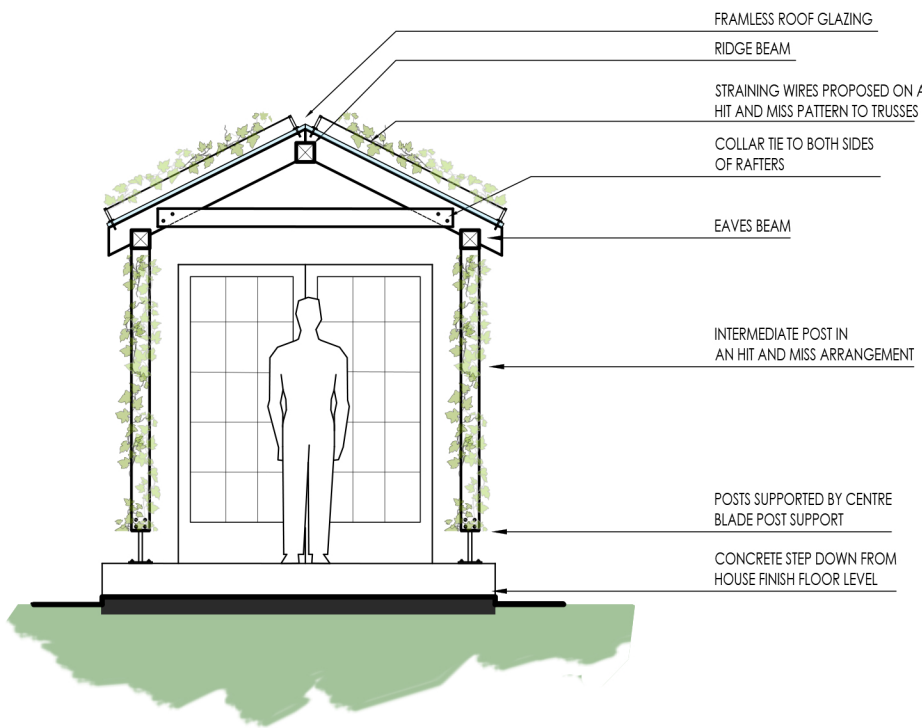 FRAMLESS ROOF GLAZING
RIDGE BEAM
STRAINING WIRES PROPOSED ON A
HIT AND MISS PATTERN TO TRUSSES
COLLAR TIE TO BOTH SIDES
OF RAFTERS
EAVES BEAM
INTERMEDIATE POST IN
AN HIT AND MISS ARRANGEMENT
POSTS SUPPORTED BY CENTRE
BLADE POST SUPPORT
CONCRETE STEP DOWN FROM
HOUSE FINISH FLOOR LEVEL